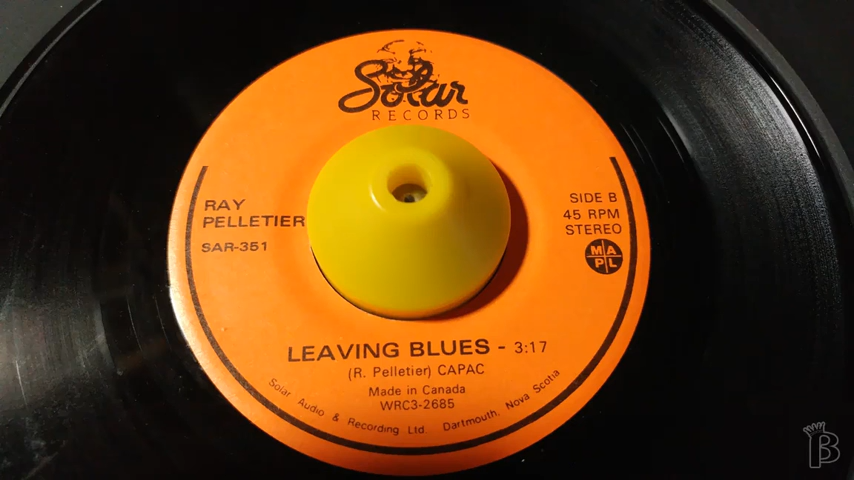 Solar
RECORDS
RAY
PELLETIER
SAR-351
SIDE B
45 RPM
STEREO
MA
PL
LEAVING BLUES - 3:17
(R. Pelletier) CAPAC
Made in Canada
WRC3-2685
Solar Audio & Recording Ltd. Dartmouth, Nova Scotia
B